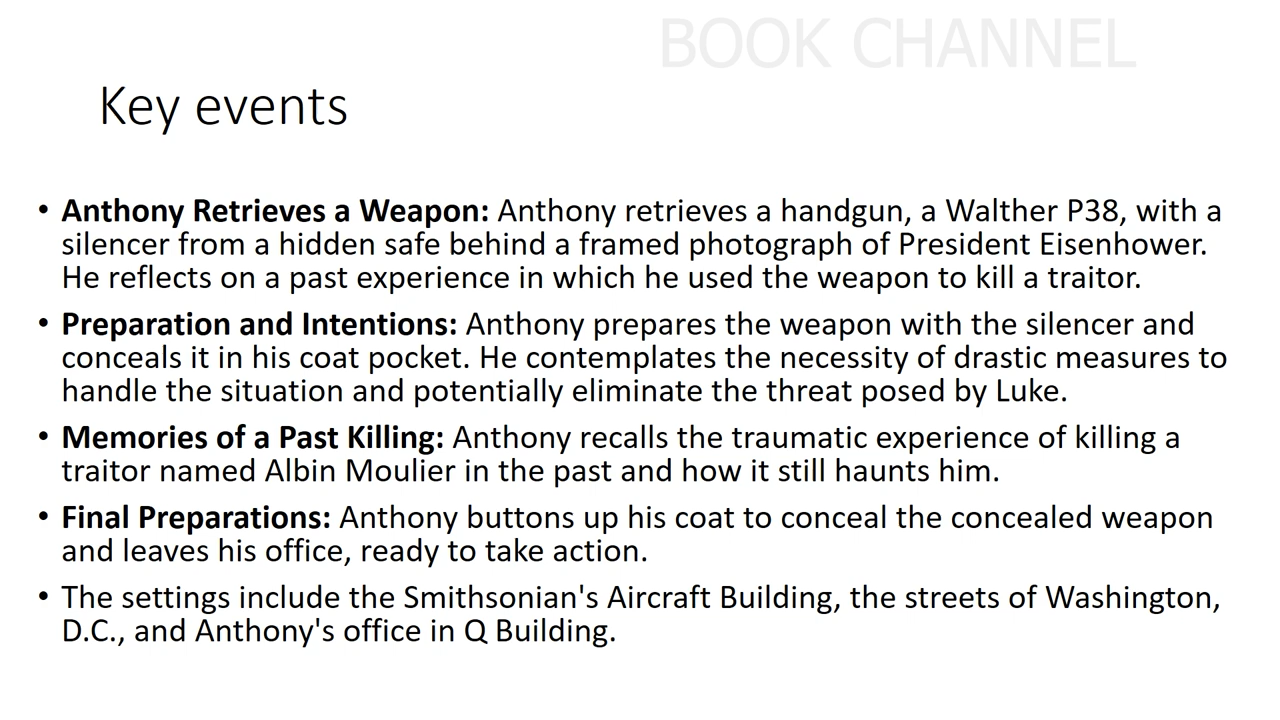 BOOK CHANNEL
Key events
• Anthony Retrieves a Weapon: Anthony retrieves a handgun, a Walther P38, with a
silencer from a hidden safe behind a framed photograph of President Eisenhower.
He reflects on a past experience in which he used the weapon to kill a traitor.
• Preparation and Intentions: Anthony prepares the weapon with the silencer and
conceals it in his coat pocket. He contemplates the necessity of drastic measures to
handle the situation and potentially eliminate the threat posed by Luke.
• Memories of a Past Killing: Anthony recalls the traumatic experience of killing a
traitor named Albin Moulier in the past and how it still haunts him.
• Final Preparations: Anthony buttons up his coat to conceal the concealed weapon
and leaves his office, ready to take action.
• The settings include the Smithsonian's Aircraft Building, the streets of Washington,
D.C., and Anthony's office in Q Building.